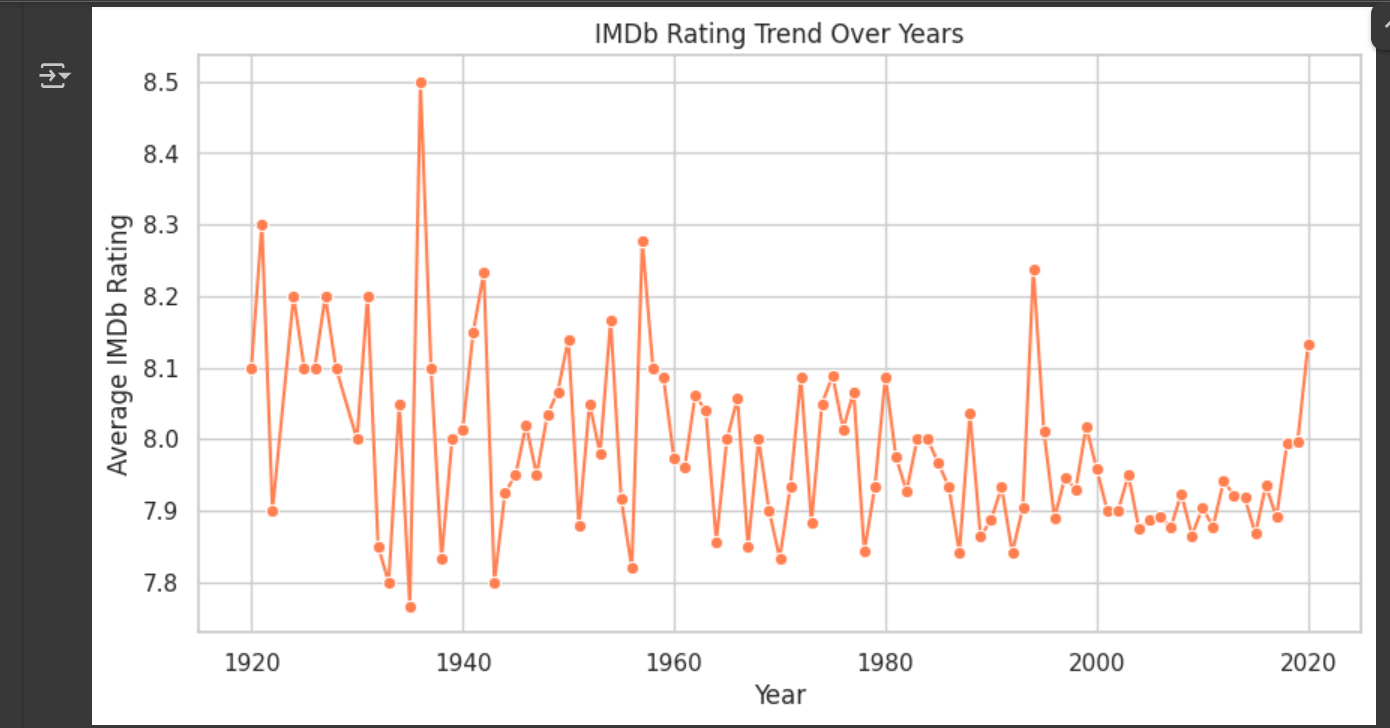 IMDb Rating Trend Over Years
8.5
8.4
8.3
8.2
8.1
8.0
7.9
7.8
Average IMDb Rating
1920 1940 1960 1980 2000 2020
Year